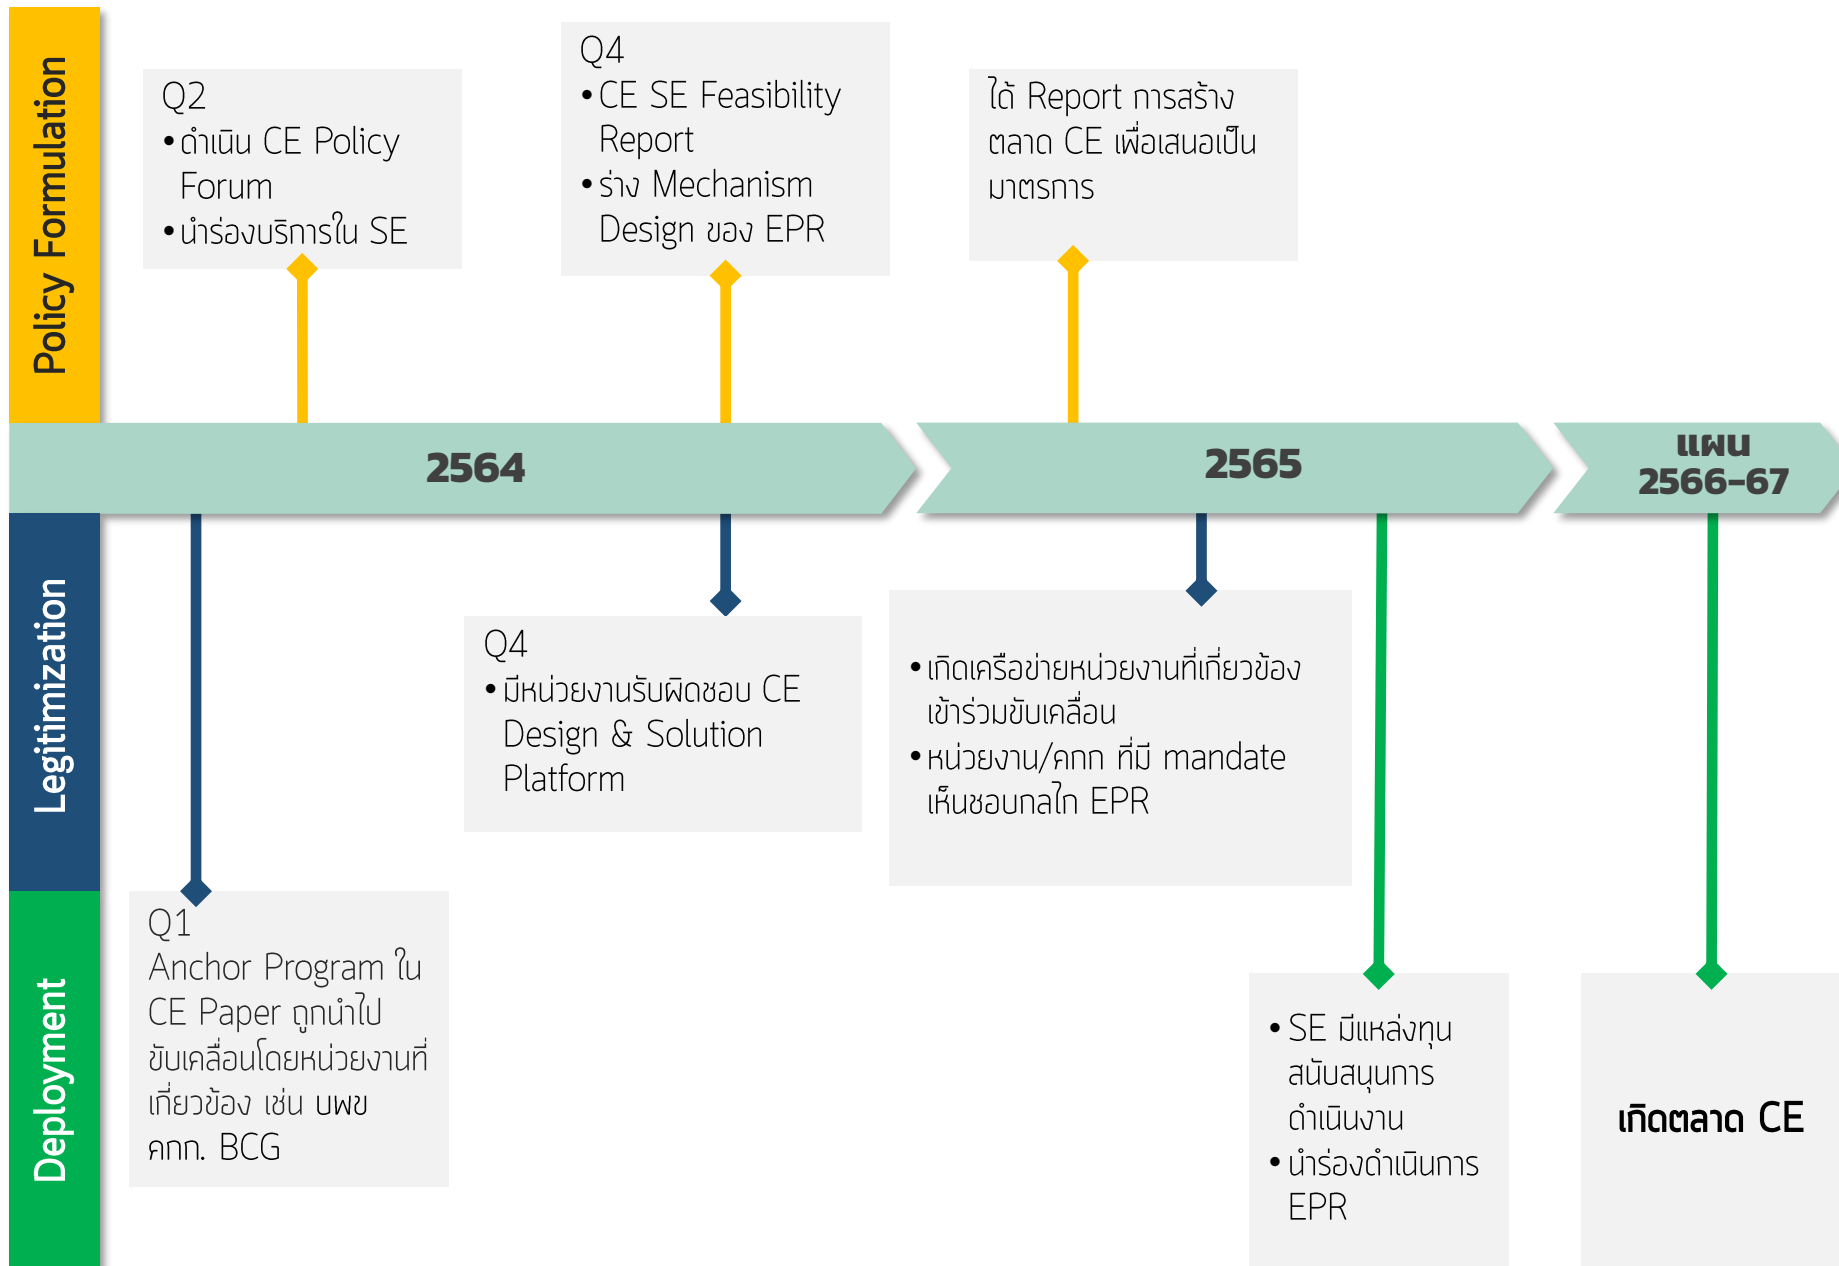 Policy Formulation
Q2
•ดำเนิน CE Policy
Forum
•นำร่องบริการใน SE
Q4
•CE SE Feasibility
Report
•ร่าง Mechanism
Design ของ EPR
ได้ Report การสร้าง
ตลาด CE เพื่อเสนอเป็น
มาตรการ
2564
2565
แผน
2566-67
Legitimization
Q4
•มีหน่วยงานรับผิดชอบ CE
Design & Solution
Platform
•เกิดเครือข่ายหน่วยงานที่เกี่ยวข้อง
เข้าร่วมขับเคลื่อน
•หน่วยงาน/คกก ที่มี mandate
เห็นชอบกลไก EPR
Deployment
Q1
Anchor Program ใน
CE Paper ถูกนำไป
ขับเคลื่อนโดยหน่วยงานที่
เกี่ยวข้อง เช่น บพข
คกก. BCG
•SE มีแหล่งทุน
สนับสนุนการ
ดำเนินงาน
•นำร่องดำเนินการ
EPR
เกิดตลาด CE